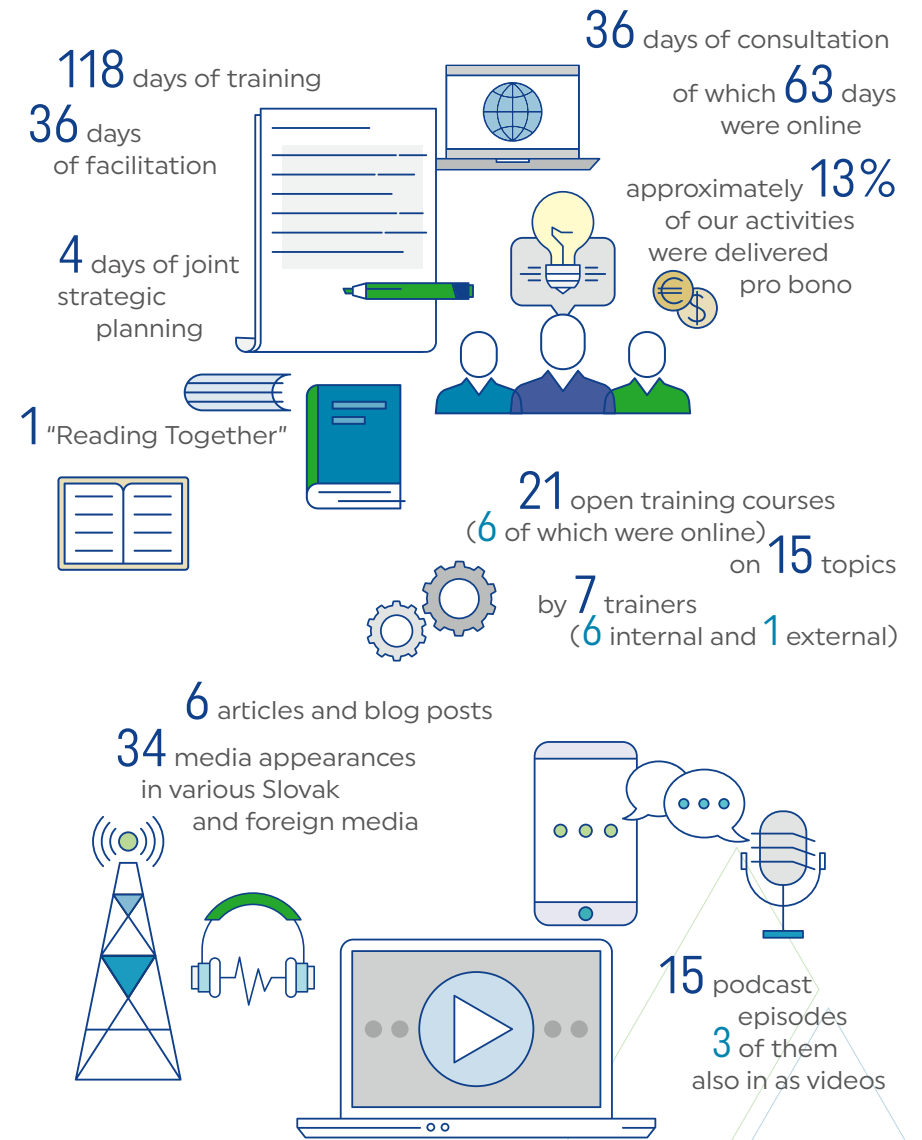 118 days of training
36 days
of facilitation
4 days of joint
strategic
planning
36 days of consultation
of which 63 days
were online
approximately 13%
of our activities
were delivered
pro bono
€
$
1 “Reading Together”
21 open training courses
(6 of which were online)
on 15 topics
by 7 trainers
(6 internal and 1 external)
6 articles and blog posts
34 media appearances
in various Slovak
and foreign media
15 podcast
episodes
3 of them
also in as videos